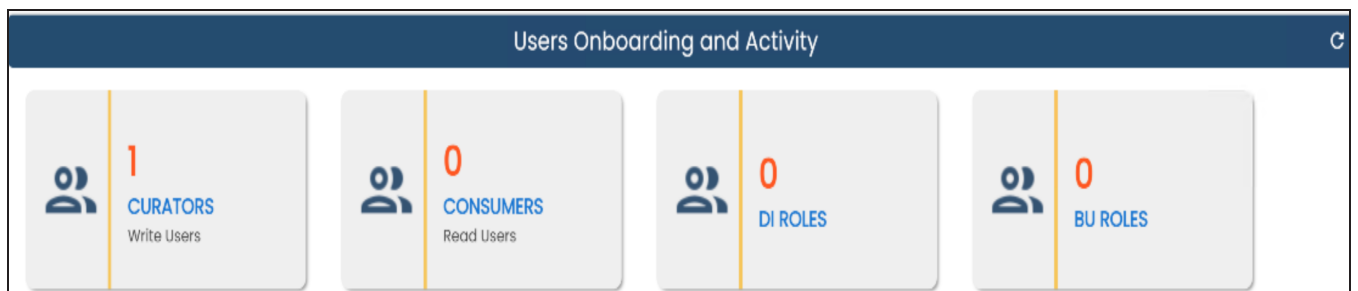 Users Onboarding and Activity
1
CURATORS
Write Users
0
CONSUMERS
Read Users
0
DI ROLES
0
BU ROLES